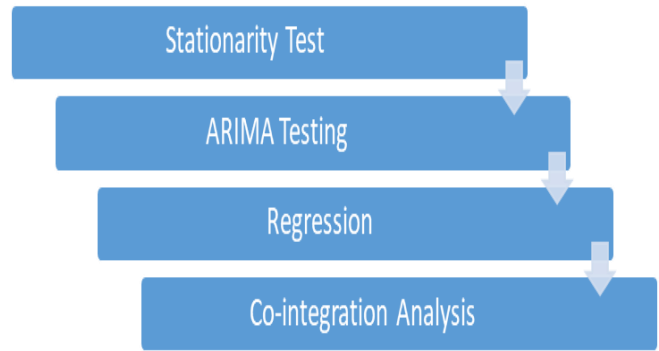 Stationarity Test
ARIMA Testing
Regression
Co-integration Analysis